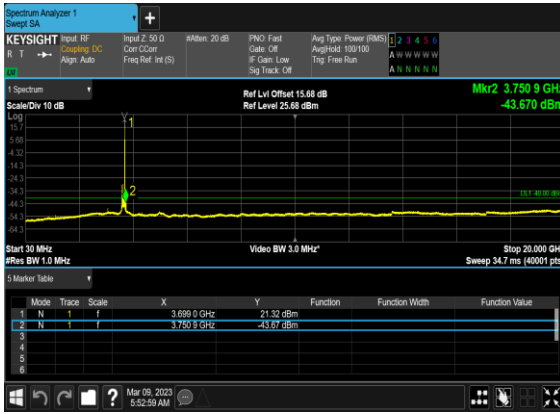 Spectrum Analyzer 1
Swept SA
+
KEYSIGHT Input: RF Input Z: 50 Ω #Atten: 20 dB PNO: Fast Avg Type: Power (RMS) 1 2 3 4 5 6
R T Coupling: DC Corr CCorr Gate: Off Avg|Hold: 100/100 A W W W W W
Align: Auto Freq Ref: Int (S) IF Gain: Low Trig: Free Run
Sig Track: Off A N N N N N
1 Spectrum Ref Lvl Offset 15.68 dB Mkr2 3.750 9 GHz
Scale/Div 10 dB Ref Level 25.68 dBm -43.670 dBm
Log
15.7
5.68
-4.32
-14.3
-24.3
-34.3
-44.3
-54.3
-64.3
1
2
DL1 -40.00 dBm
Start 30 MHz Video BW 3.0 MHz* Stop 20.000 GHz
#Res BW 1.0 MHz Sweep 34.7 ms (40001 pts)
5 Marker Table
Mode Trace Scale X Y Function Function Width Function Value
1 N 1 f 3.699 0 GHz 21.32 dBm
2 N 1 f 3.750 9 GHz -43.67 dBm
3
4
5
6
? Mar 09, 2023
5:52:59 AM